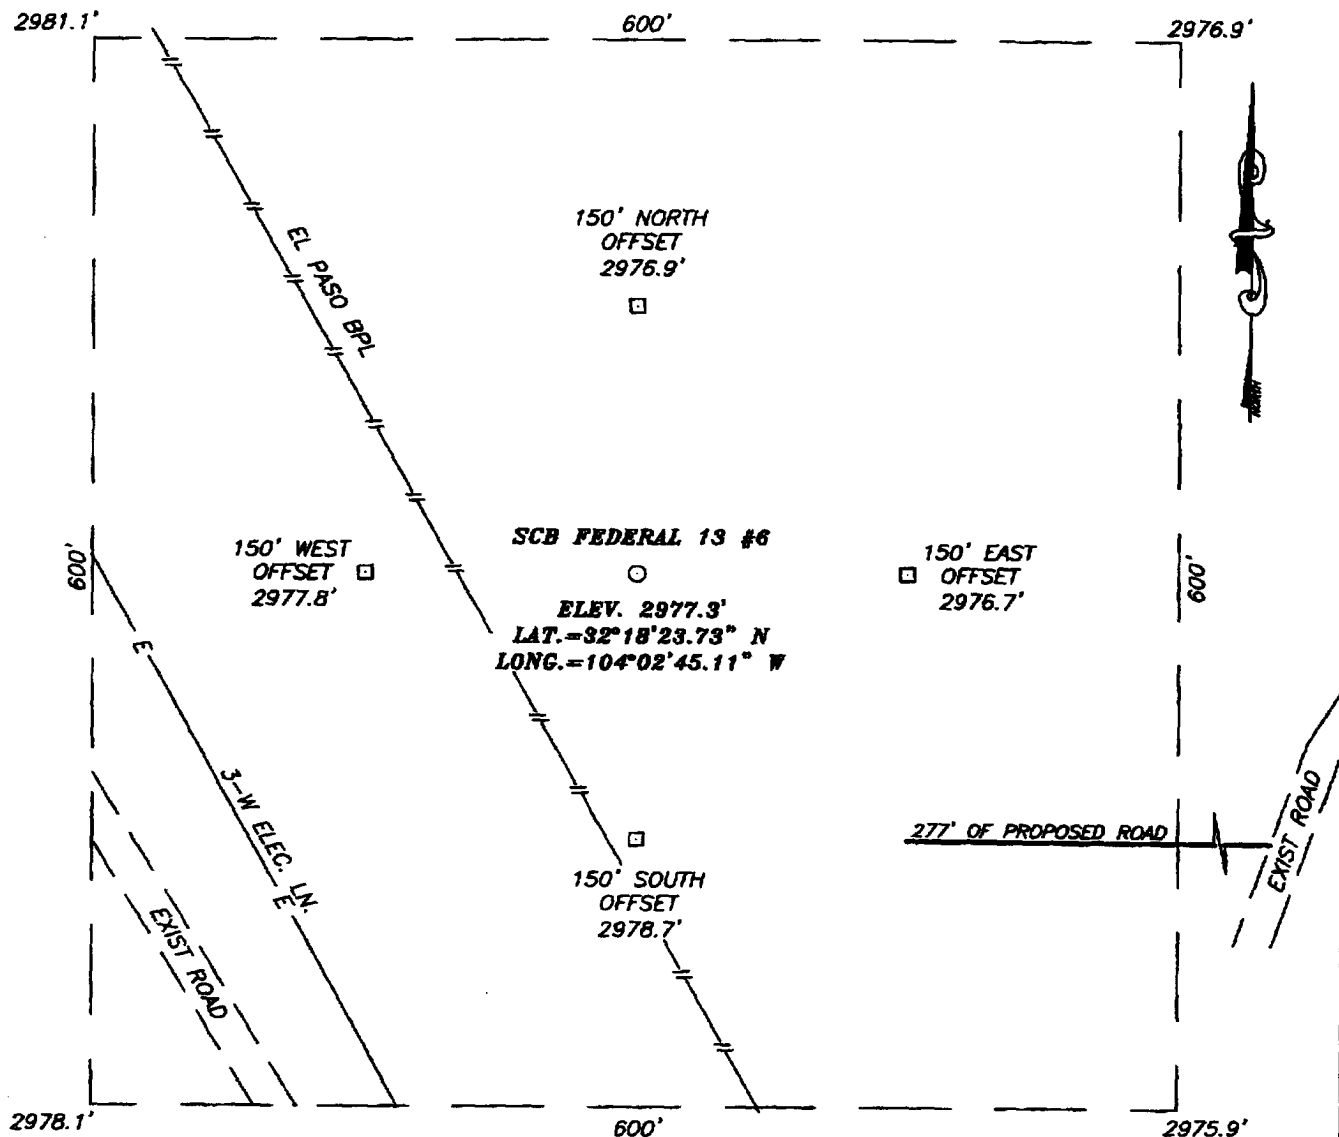 2981.1'
600'
2976.9'
150' NORTH
OFFSET
2976.9'
EL PASO BPL
NORTH
SCB FEDERAL 13 #6
150' WEST
OFFSET
2977.8'
150' EAST
OFFSET
2976.7'
600'
600'
ELEV. 2977.3'
LAT.=32°18'23.73" N
LONG.=104°02'45.11" W
E
3-W ELEC. LN.
E
277' OF PROPOSED ROAD
EXIST ROAD
150' SOUTH
OFFSET
2978.7'
EXIST ROAD
2978.1'
600'
2975.9'